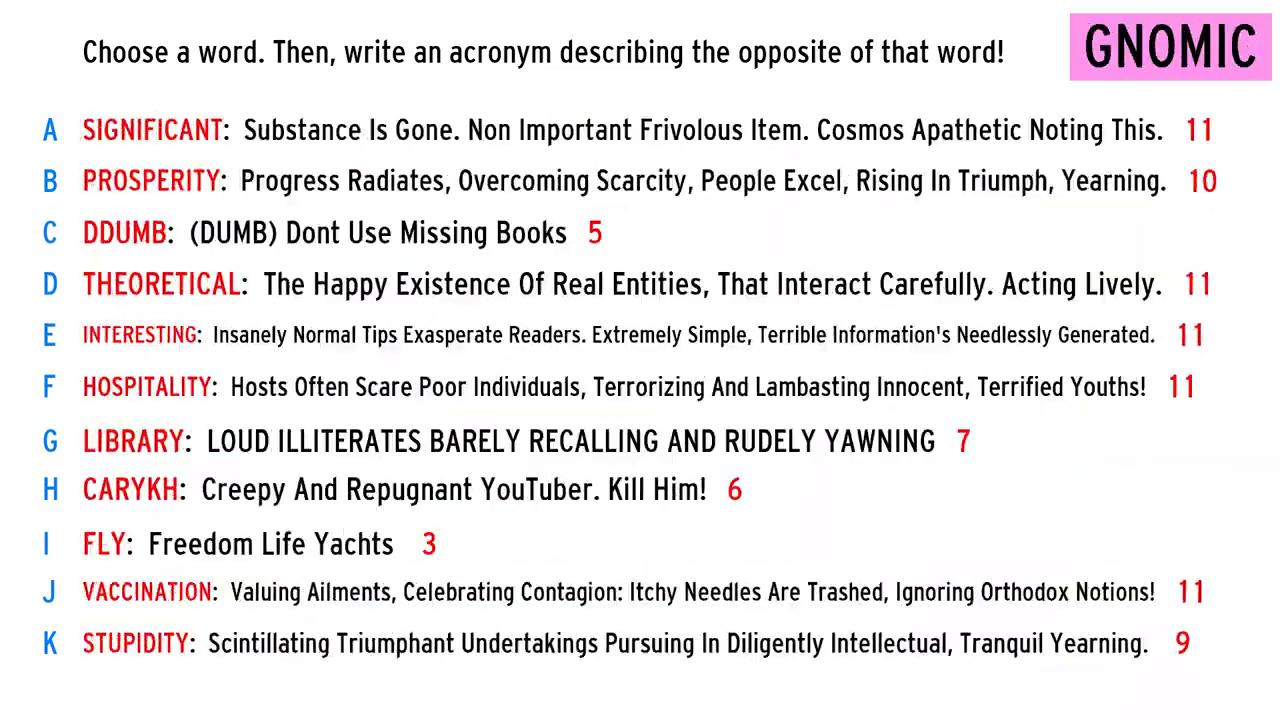 Choose a word. Then, write an acronym describing the opposite of that word!
GNOMIC
A SIGNIFICANT: Substance Is Gone. Non Important Frivolous Item. Cosmos Apathetic Noting This. 11
B PROSPERITY: Progress Radiates, Overcoming Scarcity, People Excel, Rising In Triumph, Yearning. 10
C DDUMB: (DUMB) Dont Use Missing Books 5
D THEORETICAL: The Happy Existence Of Real Entities, That Interact Carefully. Acting Lively. 11
E INTERESTING: Insanely Normal Tips Exasperate Readers. Extremely Simple, Terrible Information's Needlessly Generated. 11
F HOSPITALITY: Hosts Often Scare Poor Individuals, Terrorizing And Lambasting Innocent, Terrified Youths! 11
G LIBRARY: LOUD ILLITERATES BARELY RECALLING AND RUDELY YAWNING 7
H CARYKH: Creepy And Repugnant YouTuber. Kill Him! 6
I FLY: Freedom Life Yachts 3
J VACCINATION: Valuing Ailments, Celebrating Contagion: Itchy Needles Are Trashed, Ignoring Orthodox Notions! 11
K STUPIDITY: Scintillating Triumphant Undertakings Pursuing In Diligently Intellectual, Tranquil Yearning. 9